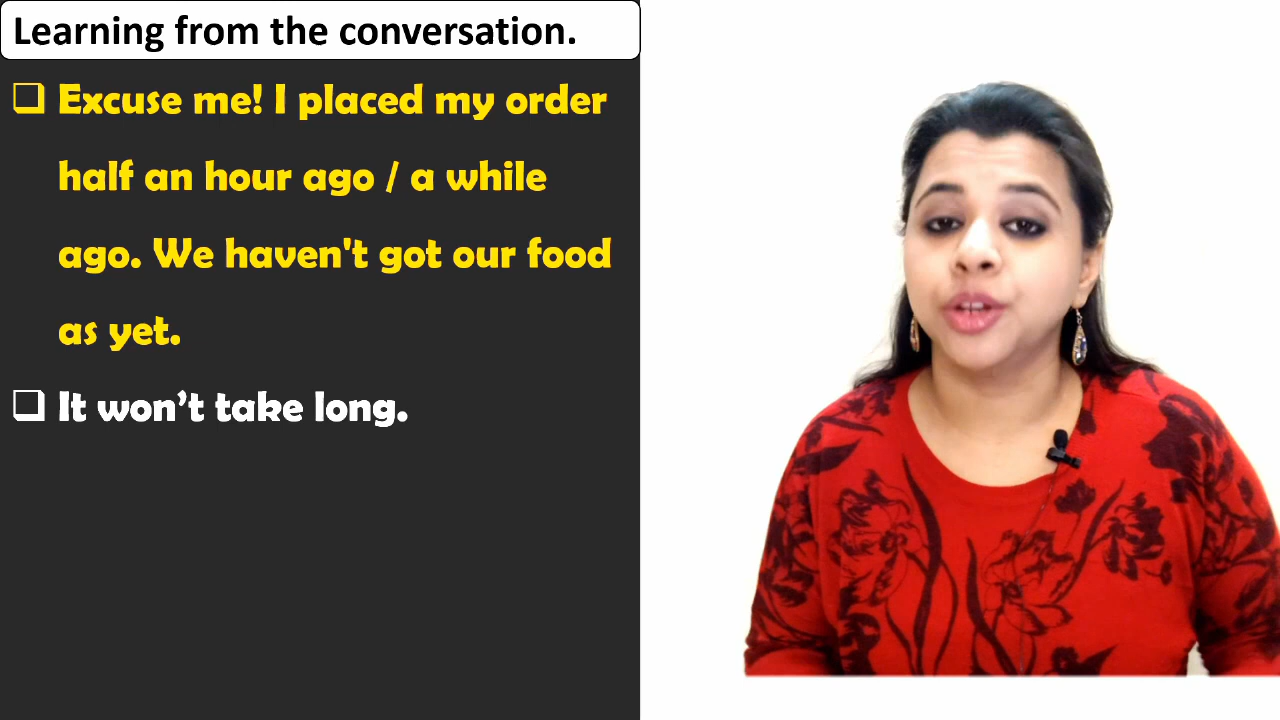 Learning from the conversation.
❑ Excuse me! I placed my order
half an hour ago / a while
ago. We haven't got our food
as yet.
❑ It won’t take long.